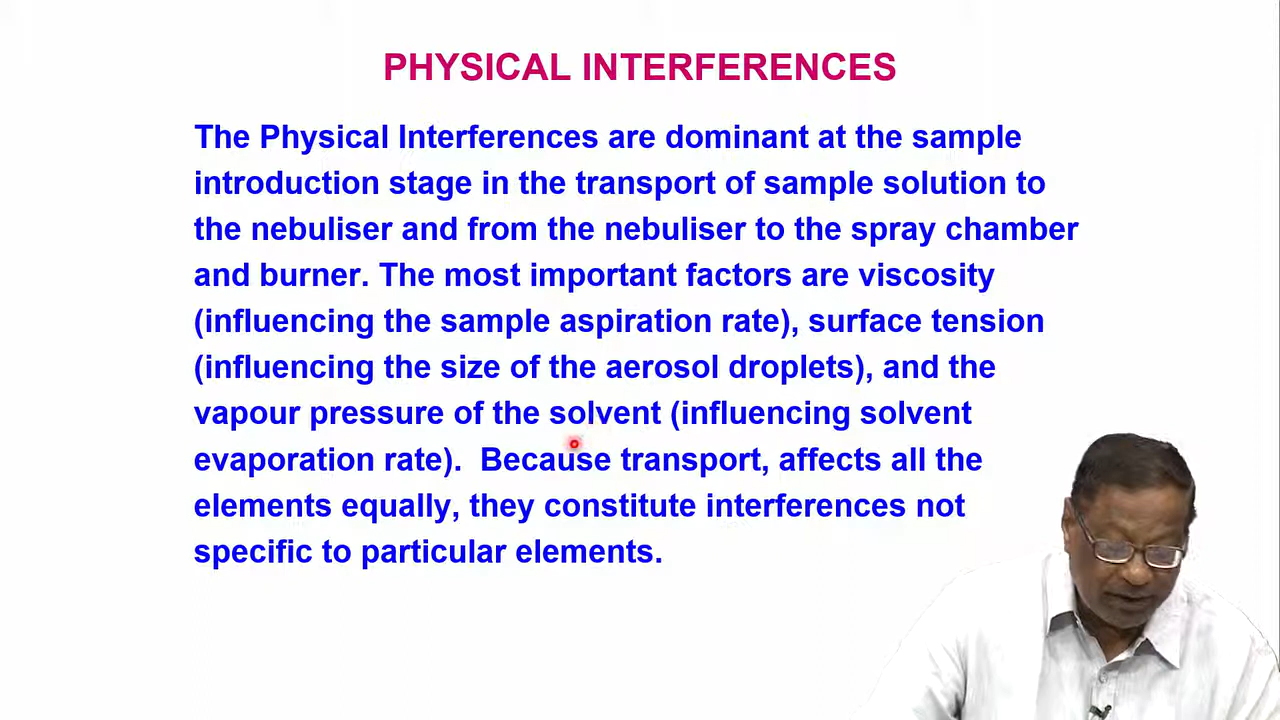 PHYSICAL INTERFERENCES
The Physical Interferences are dominant at the sample
introduction stage in the transport of sample solution to
the nebuliser and from the nebuliser to the spray chamber
and burner. The most important factors are viscosity
(influencing the sample aspiration rate), surface tension
(influencing the size of the aerosol droplets), and the
vapour pressure of the solvent (influencing solvent
evaporation rate).  Because transport, affects all the
elements equally, they constitute interferences not
specific to particular elements.